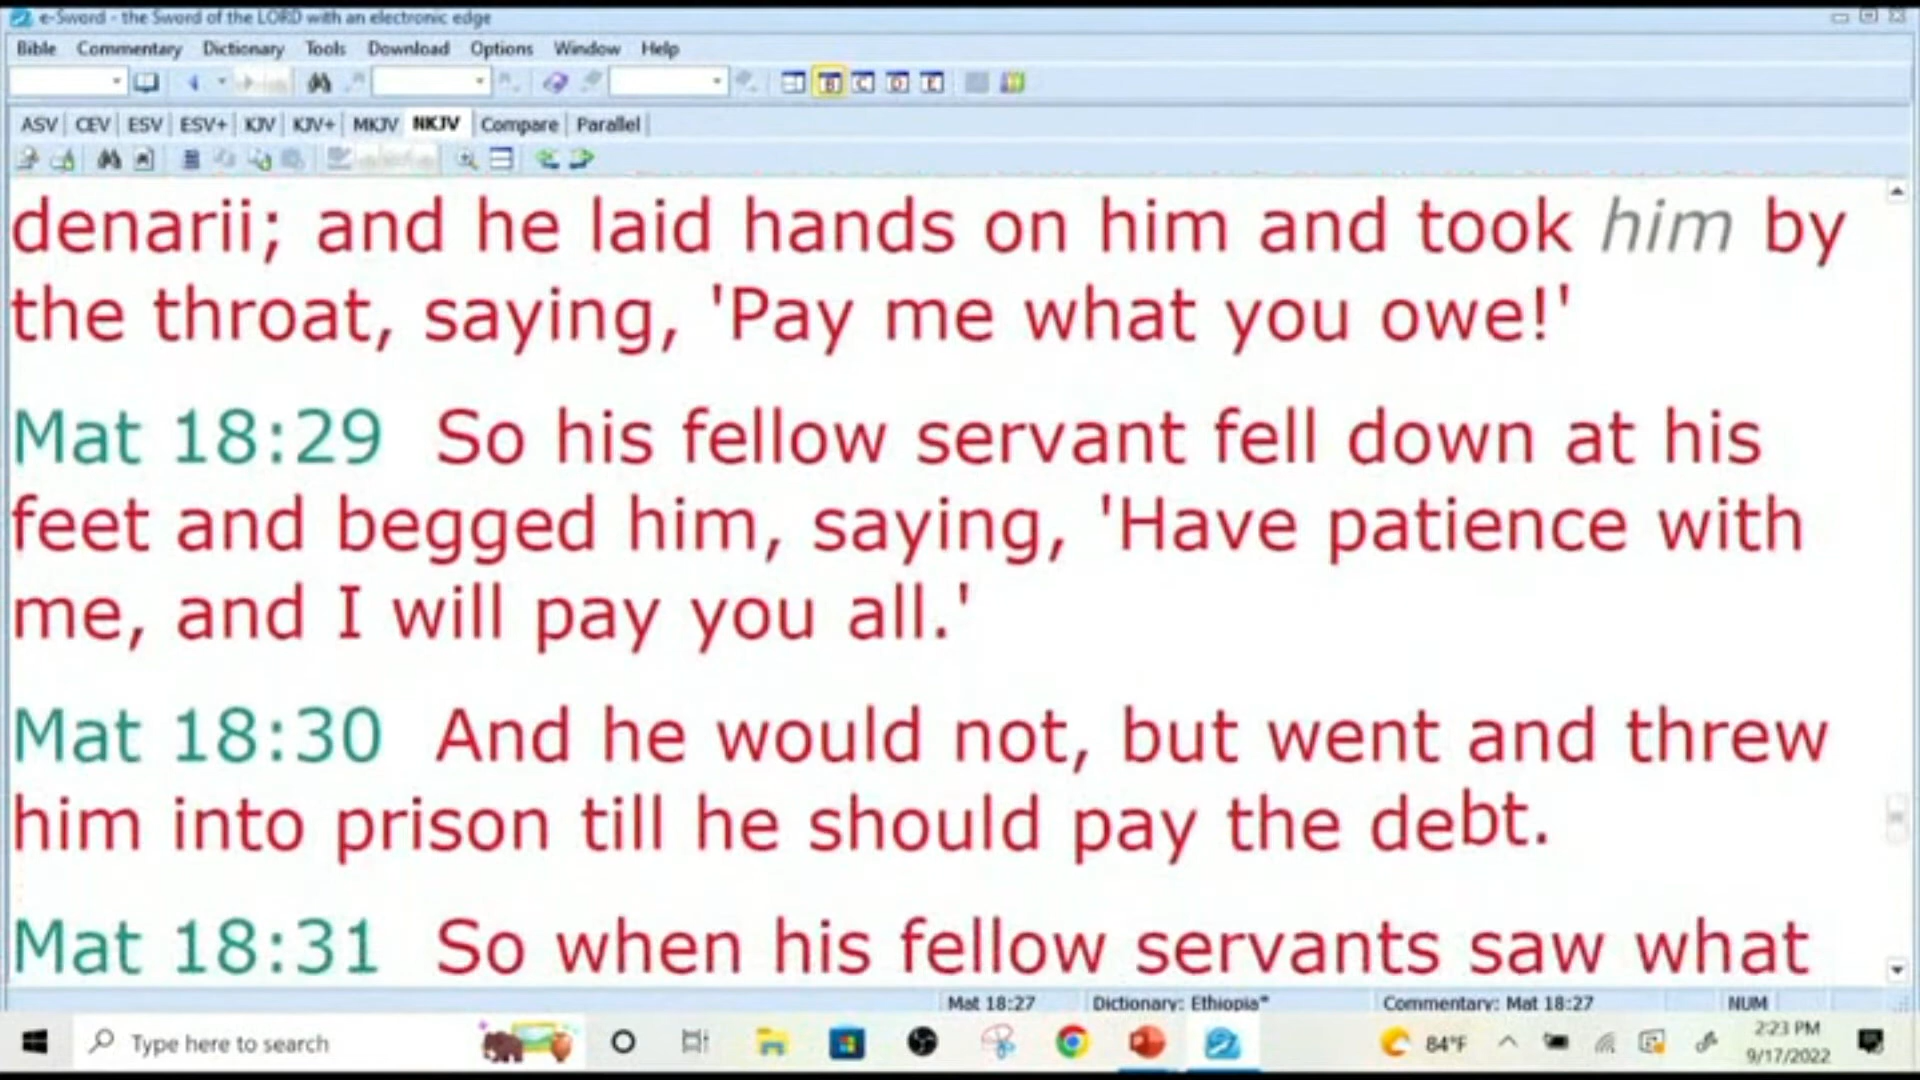 e-Sword - the Sword of the LORD with an electronic edge
Bible Commentary Dictionary Tools Download Options Window Help
ASV CEV ESV ESV+ KJV KJV+ MKJV NKJV Compare Parallel
denarii; and he laid hands on him and took him by
the throat, saying, 'Pay me what you owe!'
Mat 18:29 So his fellow servant fell down at his
feet and begged him, saying, 'Have patience with
me, and I will pay you all.'
Mat 18:30 And he would not, but went and threw
him into prison till he should pay the debt.
Mat 18:31 So when his fellow servants saw what
Mat 18:27 Dictionary: Ethiopia* Commentary: Mat 18:27 NUM
Type here to search 84°F 2:23 PM
9/17/2022